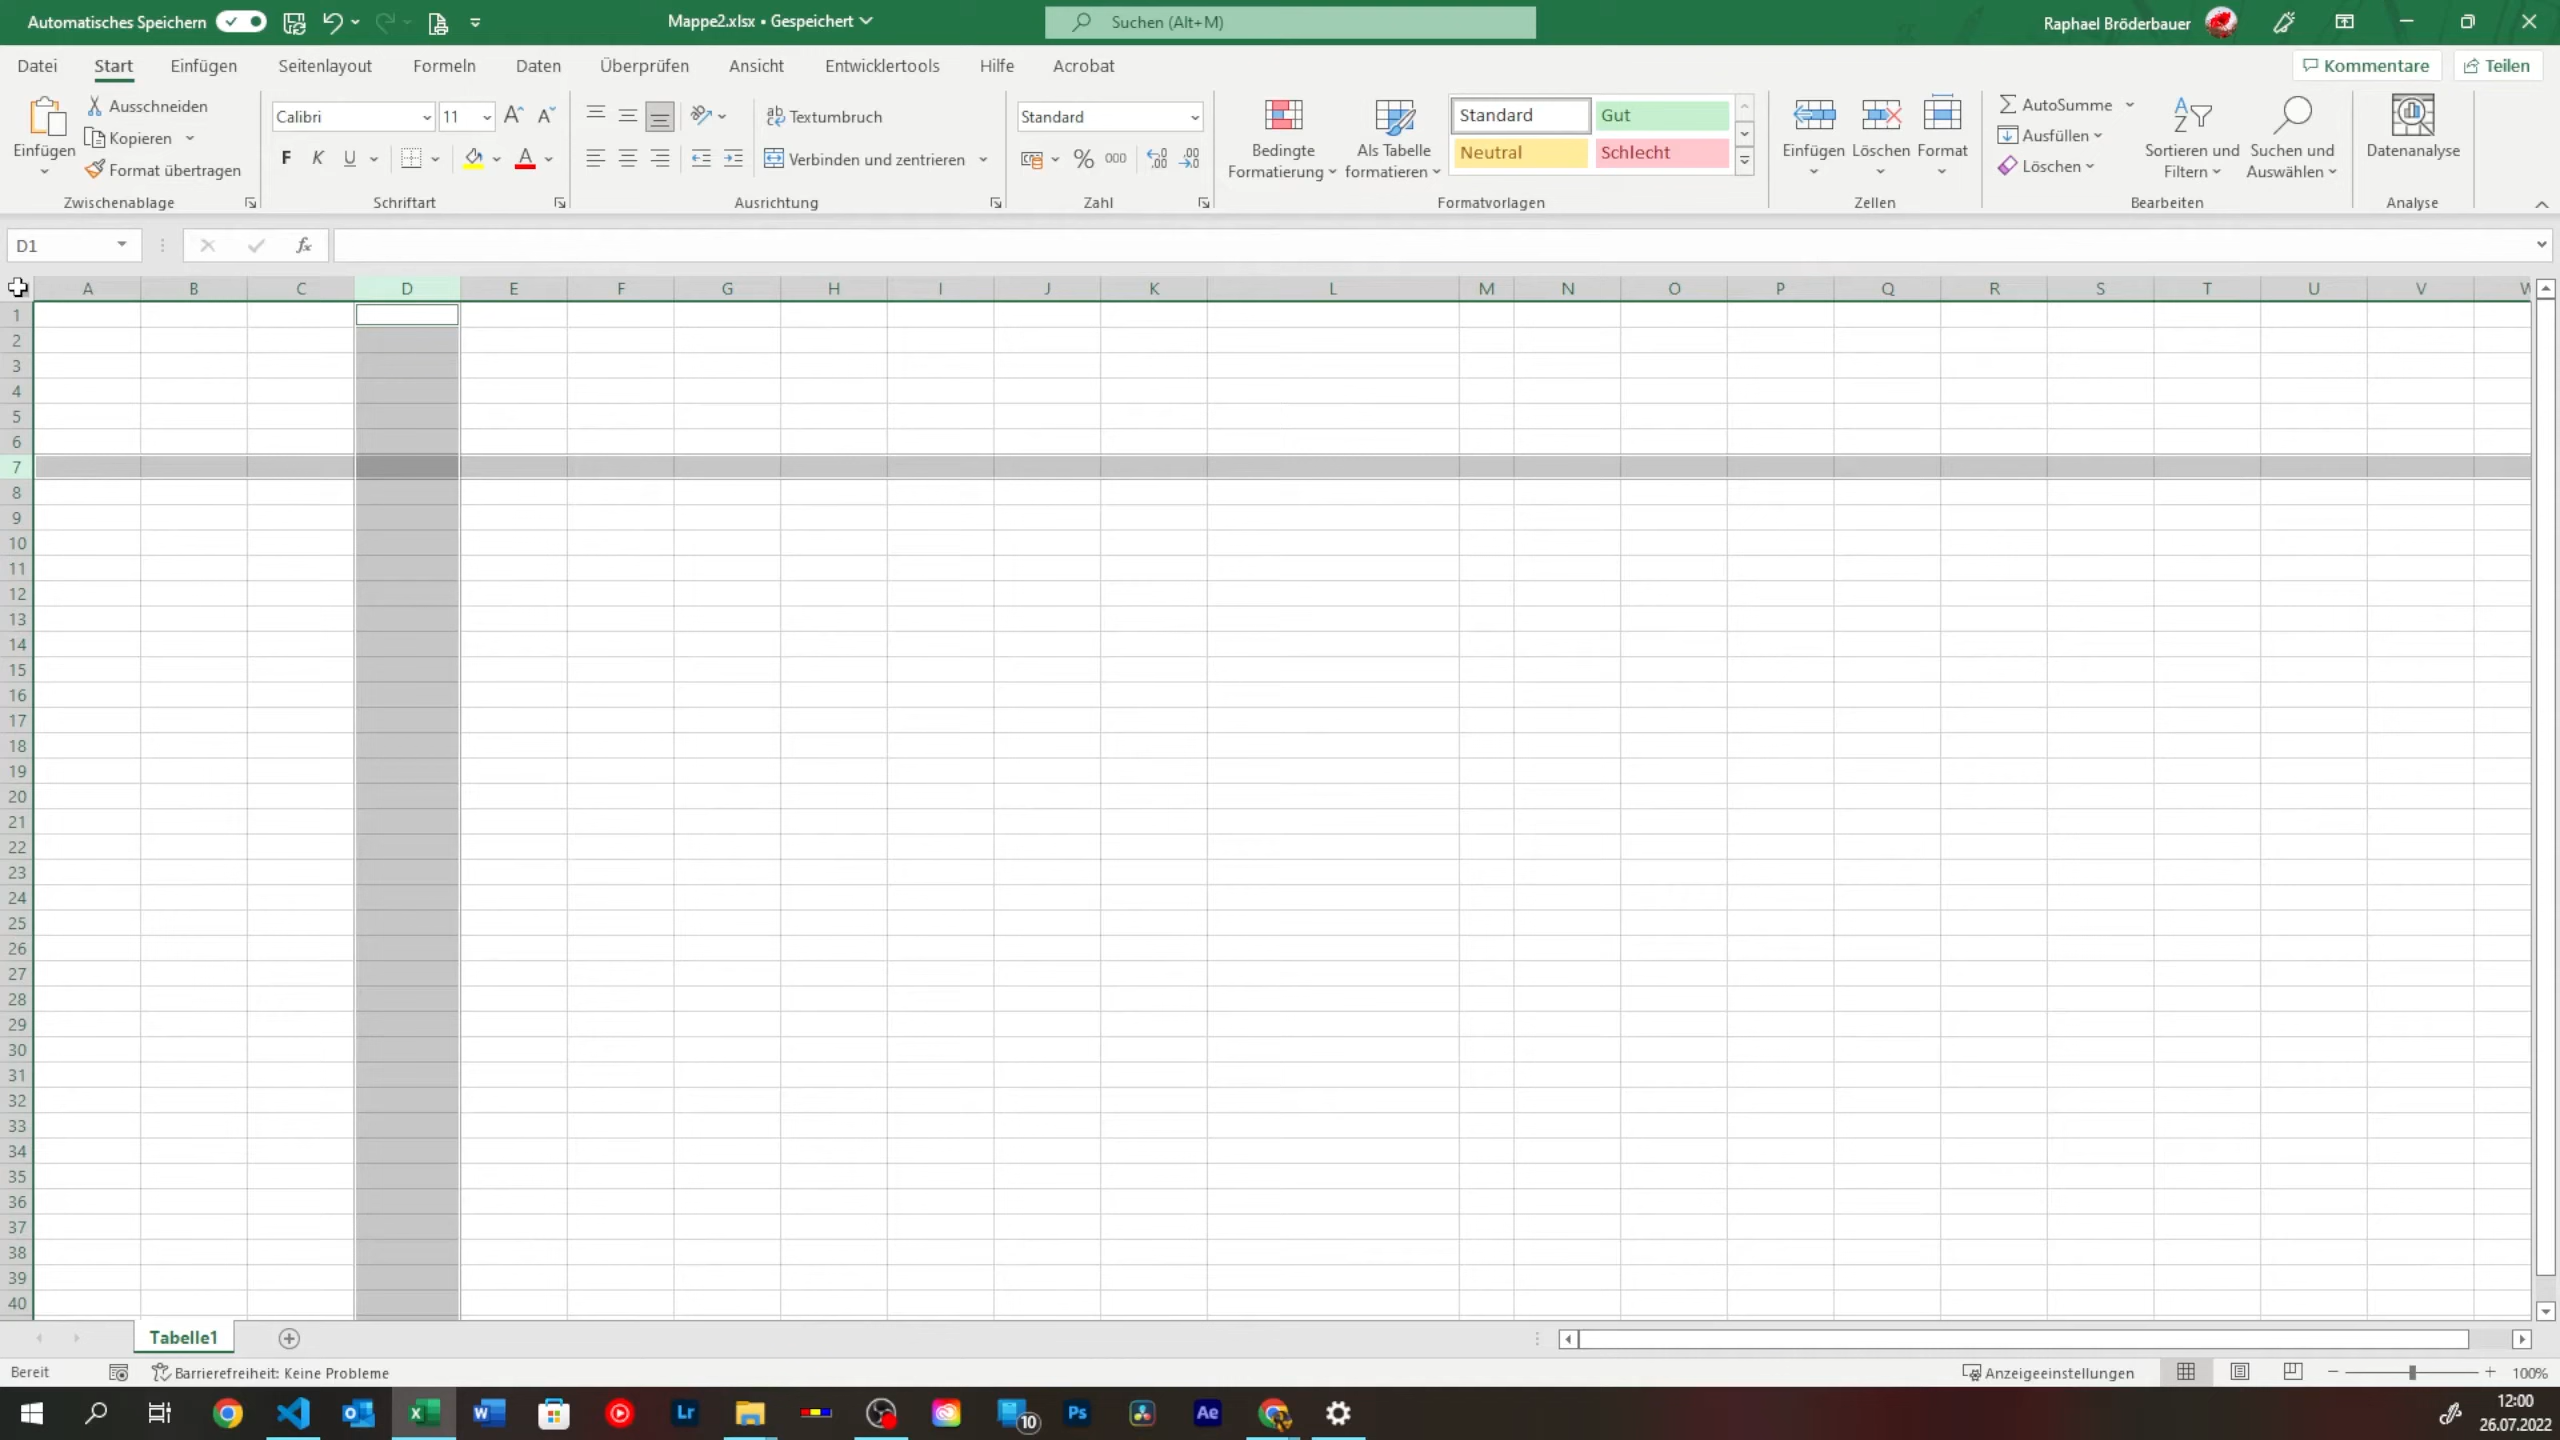 Automatisches Speichern
Mappe2.xlsx • Gespeichert
Suchen (Alt+M)
Raphael Bröderbauer
Datei Start Einfügen Seitenlayout Formeln Daten Überprüfen Ansicht Entwicklertools Hilfe Acrobat
Kommentare Teilen
Einfügen
Ausschneiden
Kopieren
Format übertragen
Zwischenablage
Calibri 11
F K U A
Schriftart
Textumbruch
Verbinden und zentrieren
Ausrichtung
Standard
% 000
Zahl
Bedingte
Formatierung
Als Tabelle
formatieren
Standard Gut
Neutral Schlecht
Formatvorlagen
Einfügen Löschen Format
Zellen
AutoSumme
Ausfüllen
Löschen
Sortieren und
Filtern
Suchen und
Auswählen
Bearbeiten
Datenanalyse
Analyse
D1
fx
A B C D E F G H I J K L M N O P Q R S T U V W
1
2
3
4
5
6
7
8
9
10
11
12
13
14
15
16
17
18
19
20
21
22
23
24
25
26
27
28
29
30
31
32
33
34
35
36
37
38
39
40
Tabelle1
Bereit
Barrierefreiheit: Keine Probleme
Anzeigeeinstellungen
100%
Lr
10
Ps
Ae
12:00
26.07.2022